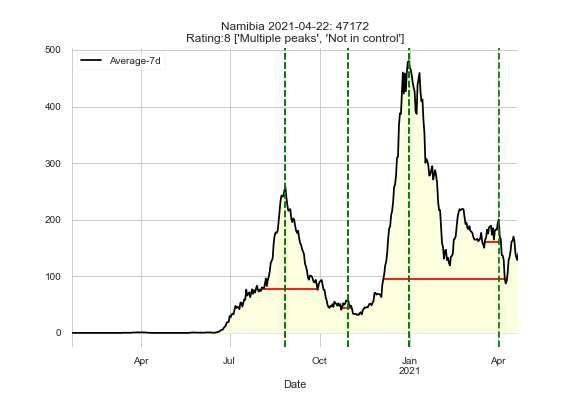 Namibia 2021-04-22: 47172
Rating:8 ['Multiple peaks', 'Not in control']
500
Average-7d
400
300
200
100
0
Apr Jul Oct Jan Apr
2021
Date